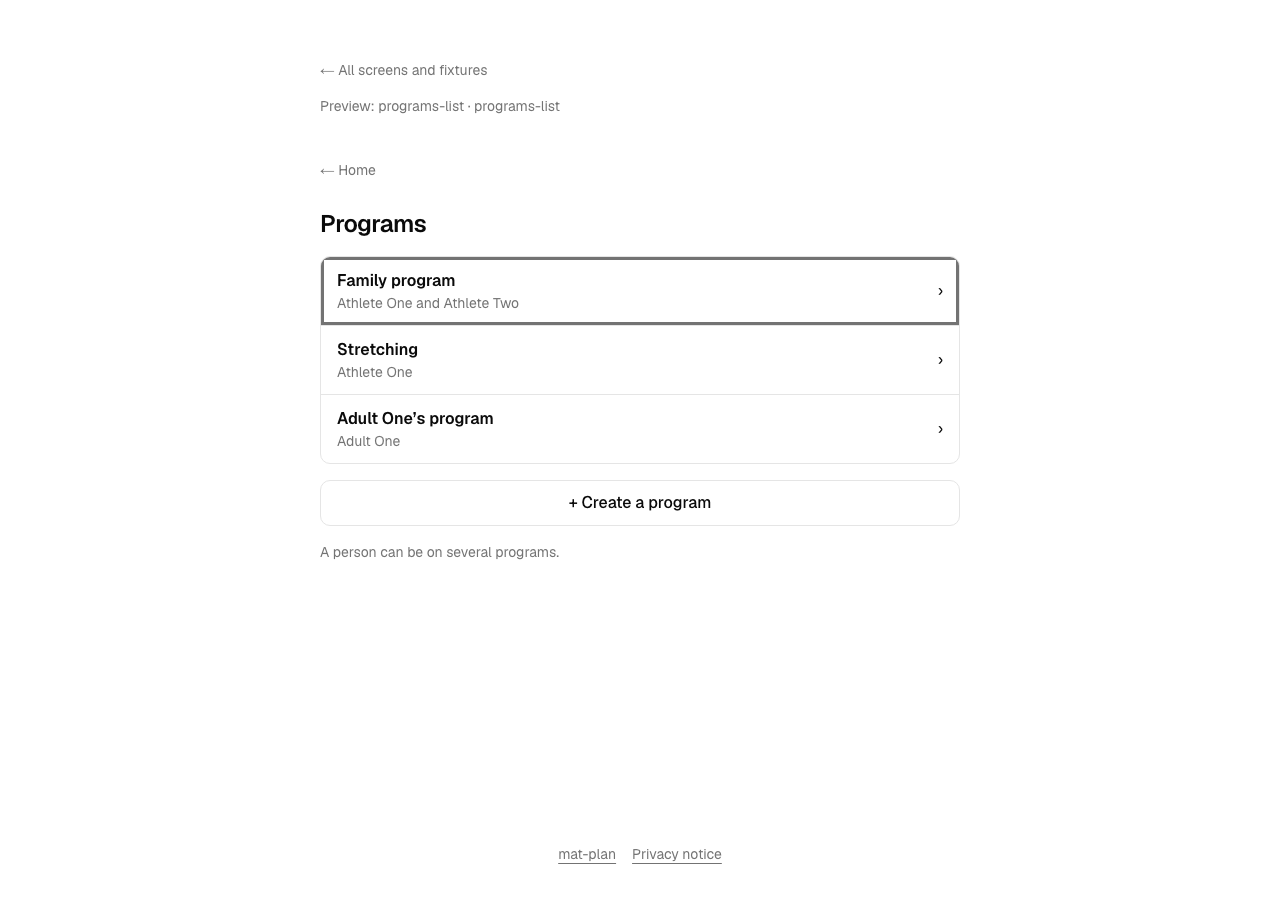 ← All screens and fixtures
Preview: programs-list · programs-list
← Home
Programs
Family program
Athlete One and Athlete Two
›
Stretching
Athlete One
›
Adult One’s program
Adult One
›
+ Create a program
A person can be on several programs.
mat-plan Privacy notice